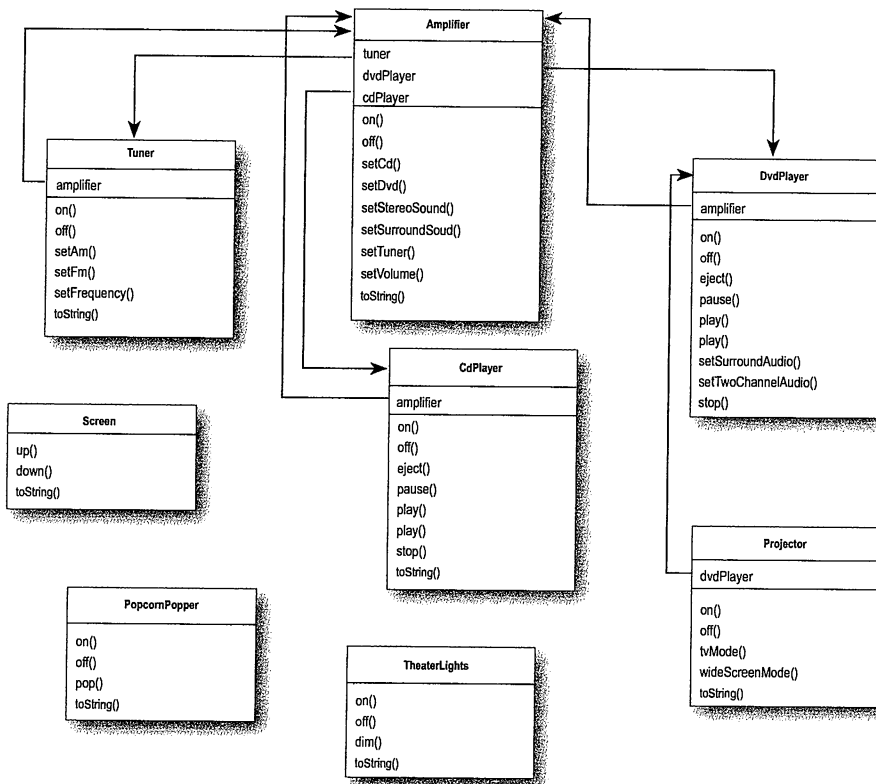 Amplifier
tuner
dvdPlayer
cdPlayer
on()
off()
setCd()
setDvd()
setStereoSound()
setSurroundSoud()
setTuner()
setVolume()
toString()
Tuner
amplifier
on()
off()
setAm()
setFm()
setFrequency()
toString()
DvdPlayer
amplifier
on()
off()
eject()
pause()
play()
play()
setSurroundAudio()
setTwoChannelAudio()
stop()
CdPlayer
amplifier
on()
off()
eject()
pause()
play()
play()
stop()
toString()
Screen
up()
down()
toString()
Projector
dvdPlayer
on()
off()
tvMode()
wideScreenMode()
toString()
PopcornPopper
on()
off()
pop()
toString()
TheaterLights
on()
off()
dim()
toString()